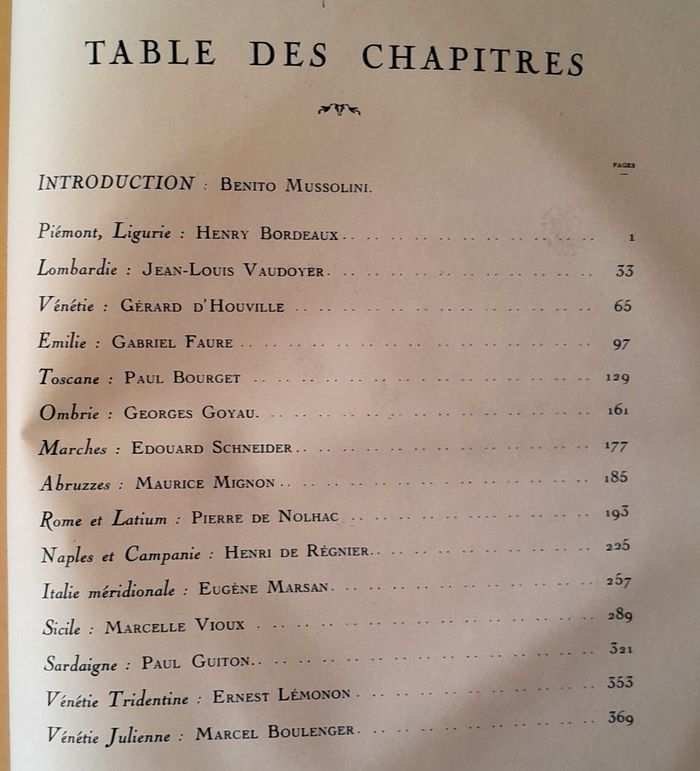 TABLE DES CHAPITRES
PAGES
INTRODUCTION : BENITO MUSSOLINI.
Piémont, Ligurie : HENRY BORDEAUX 1
Lombardie : JEAN-LOUIS VAUDOYER 33
Vénétie : GÉRARD D'HOUVILLE 65
Emilie : GABRIEL FAURE 97
Toscane : PAUL BOURGET 129
Ombrie : GEORGES GOYAU 161
Marches : EDOUARD SCHNEIDER 177
Abruzzes : MAURICE MIGNON 185
Rome et Latium : PIERRE DE NOLHAC 193
Naples et Campanie : HENRI DE RÉGNIER 225
Italie méridionale : EUGÈNE MARSAN 257
Sicile : MARCELLE VIOUX 289
Sardaigne : PAUL GUITON 321
Vénétie Tridentine : ERNEST LÉMONON 353
Vénétie Julienne : MARCEL BOULENGER 369